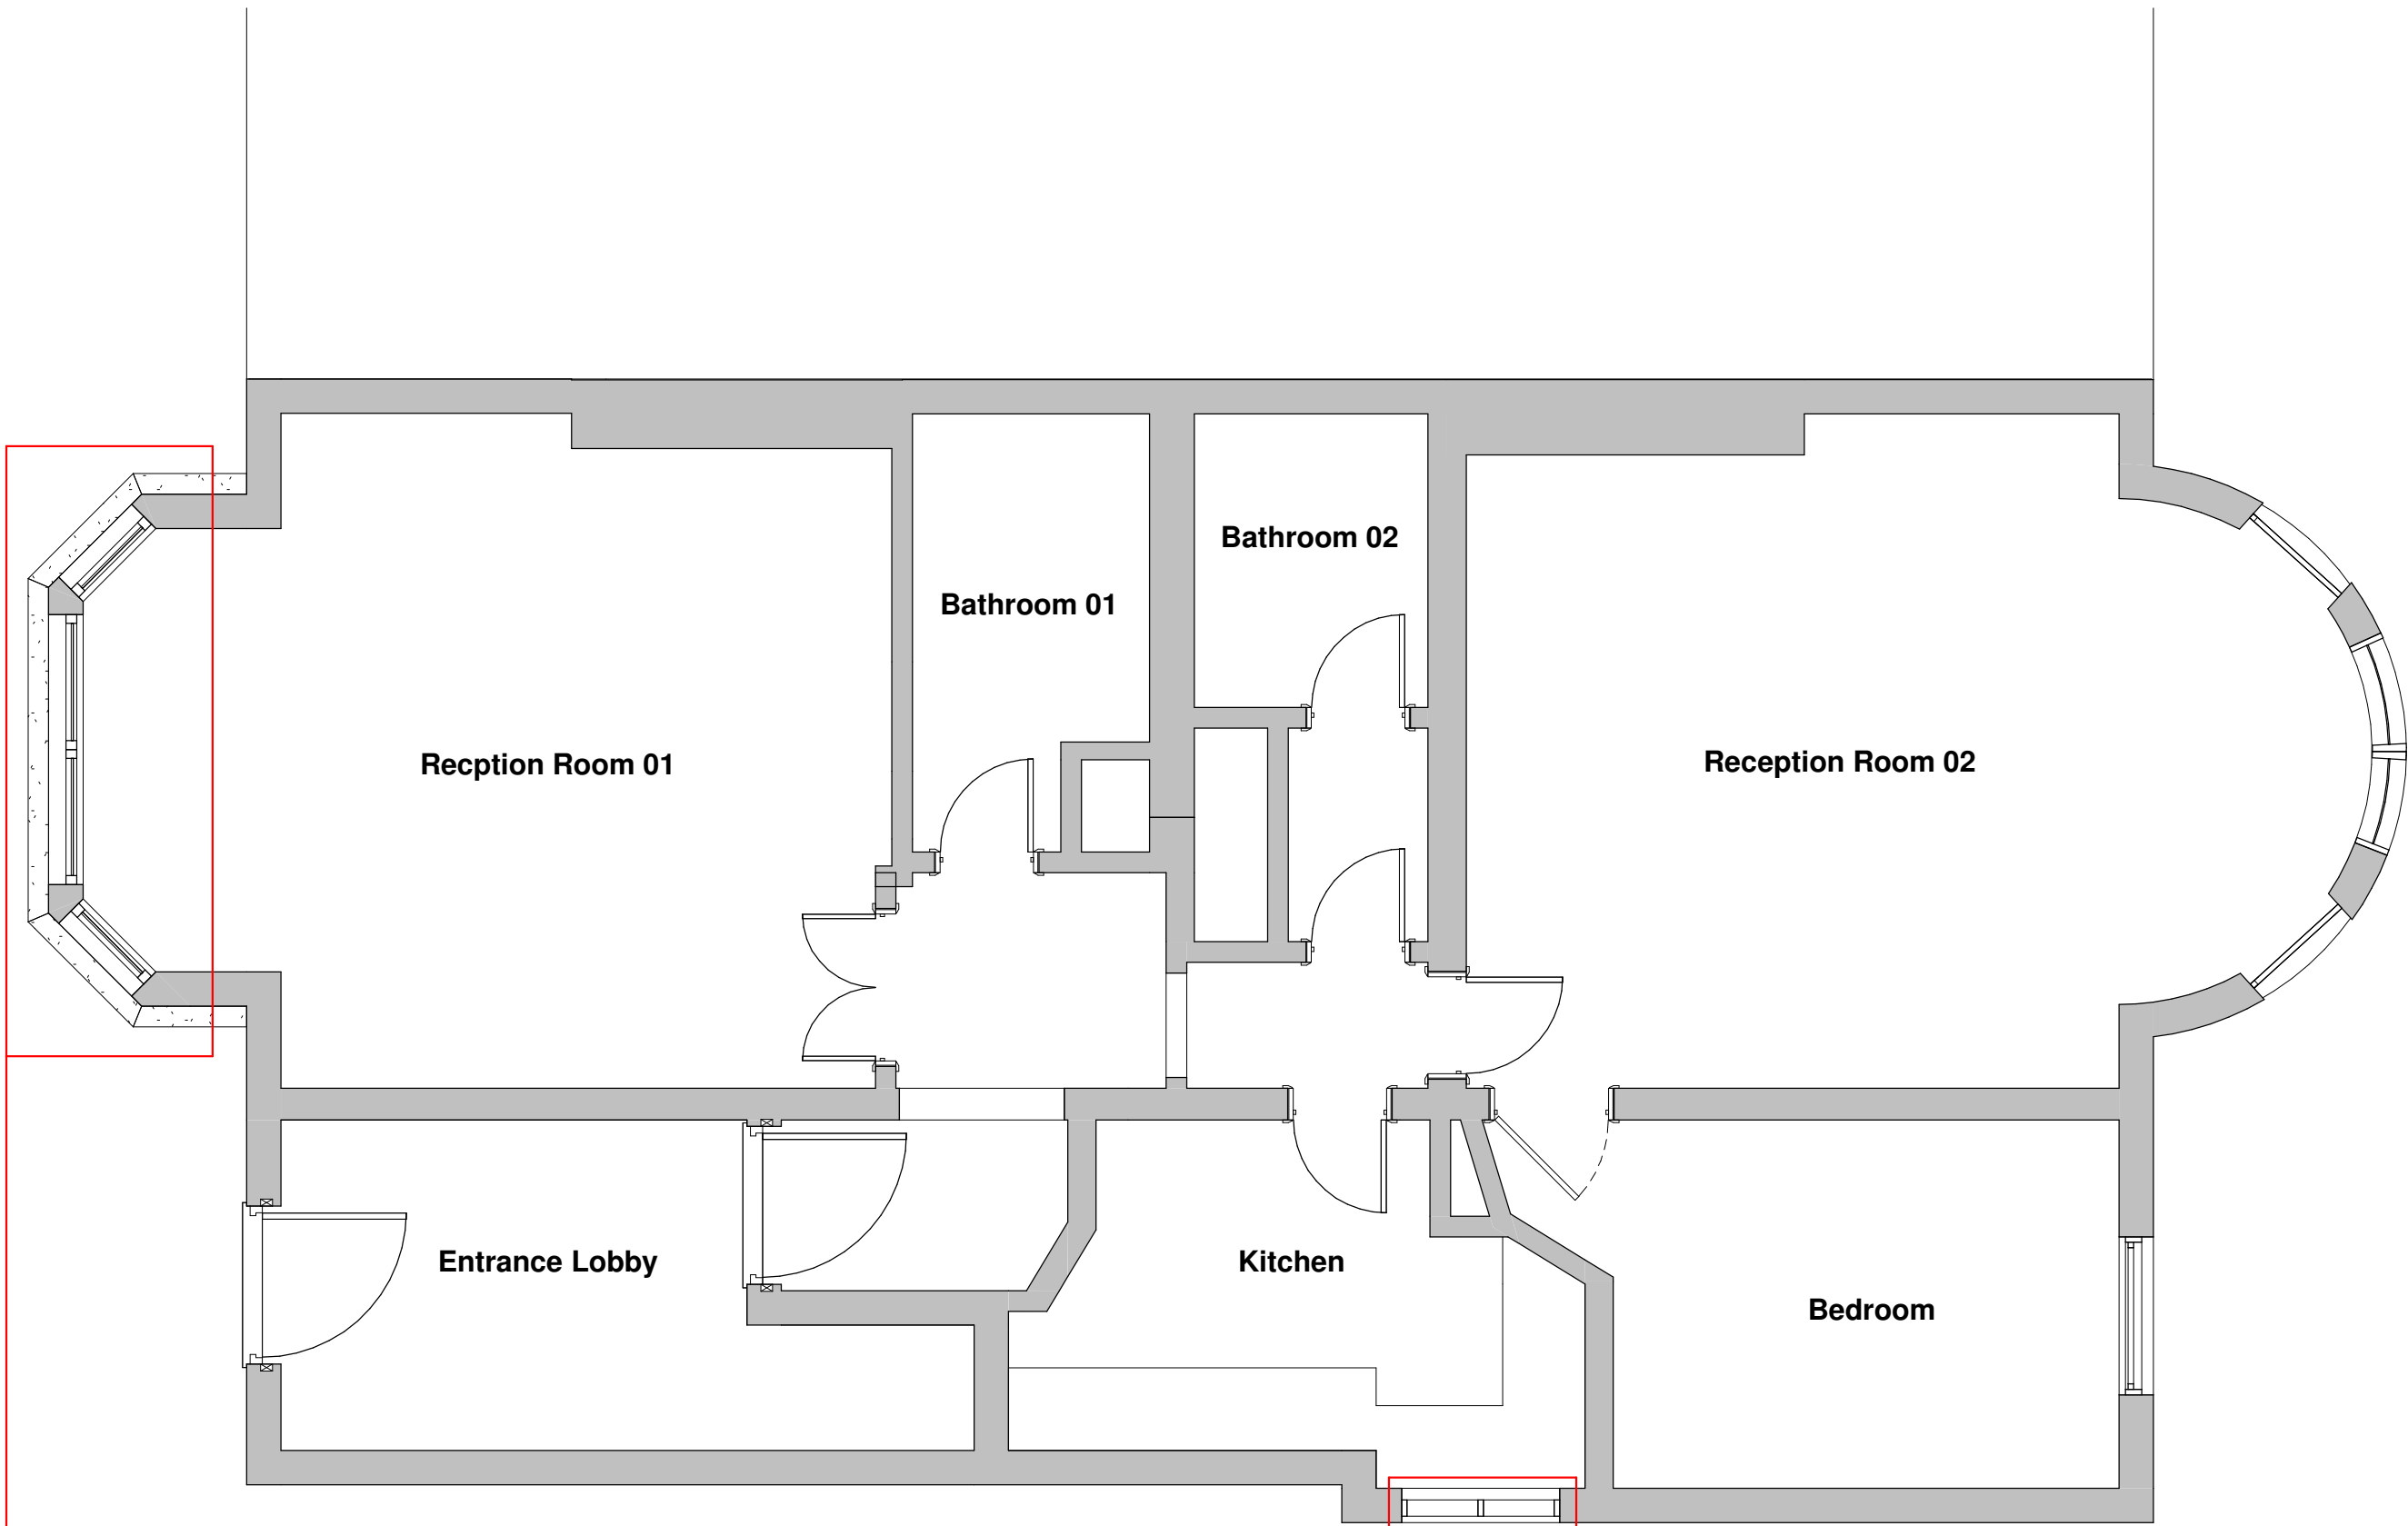 Bathroom 02
Bathroom 01
Recption Room 01
Reception Room 02
Entrance Lobby
Kitchen
Bedroom